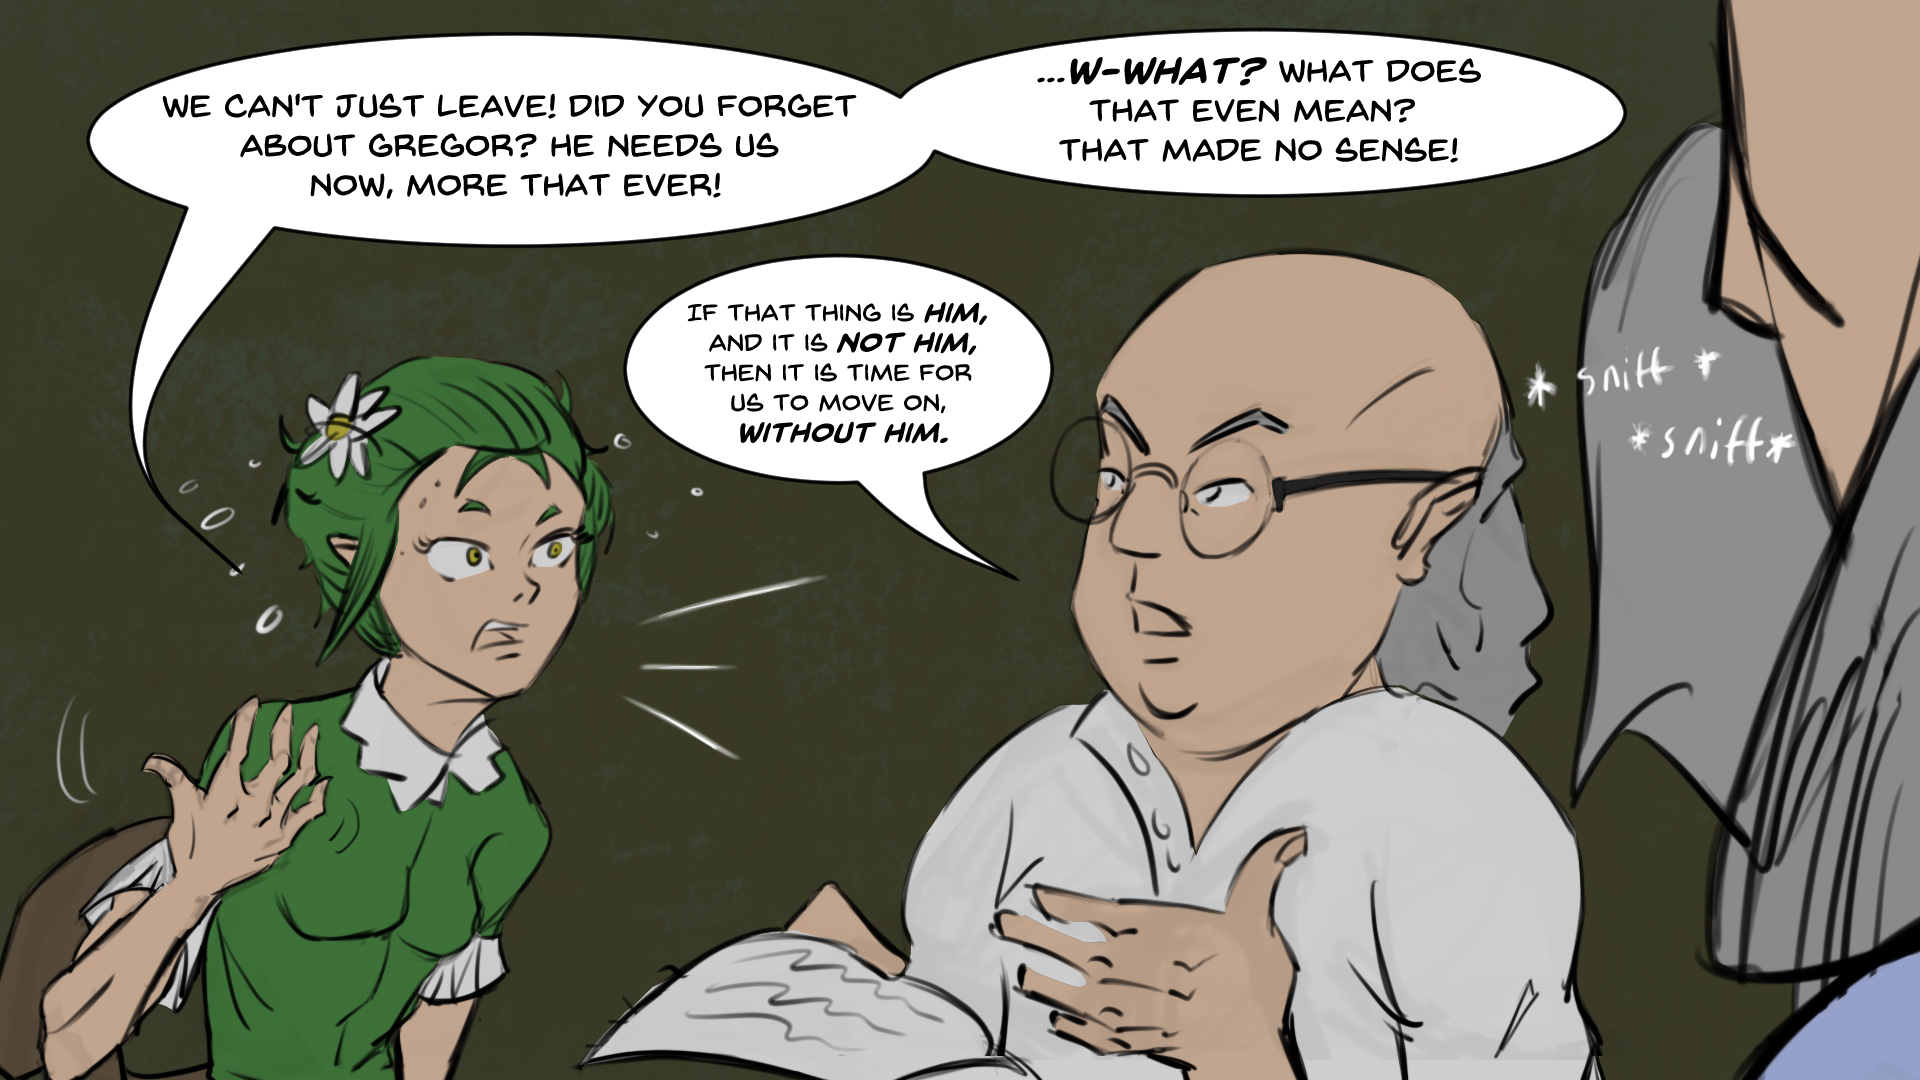 WE CAN'T JUST LEAVE! DID YOU FORGET
ABOUT GREGOR? HE NEEDS US
NOW, MORE THAT EVER!
...W-WHAT? WHAT DOES
THAT EVEN MEAN?
THAT MADE NO SENSE!
IF THAT THING IS HIM,
AND IT IS NOT HIM,
THEN IT IS TIME FOR
US TO MOVE ON,
WITHOUT HIM.
* sniff *
*sniff*